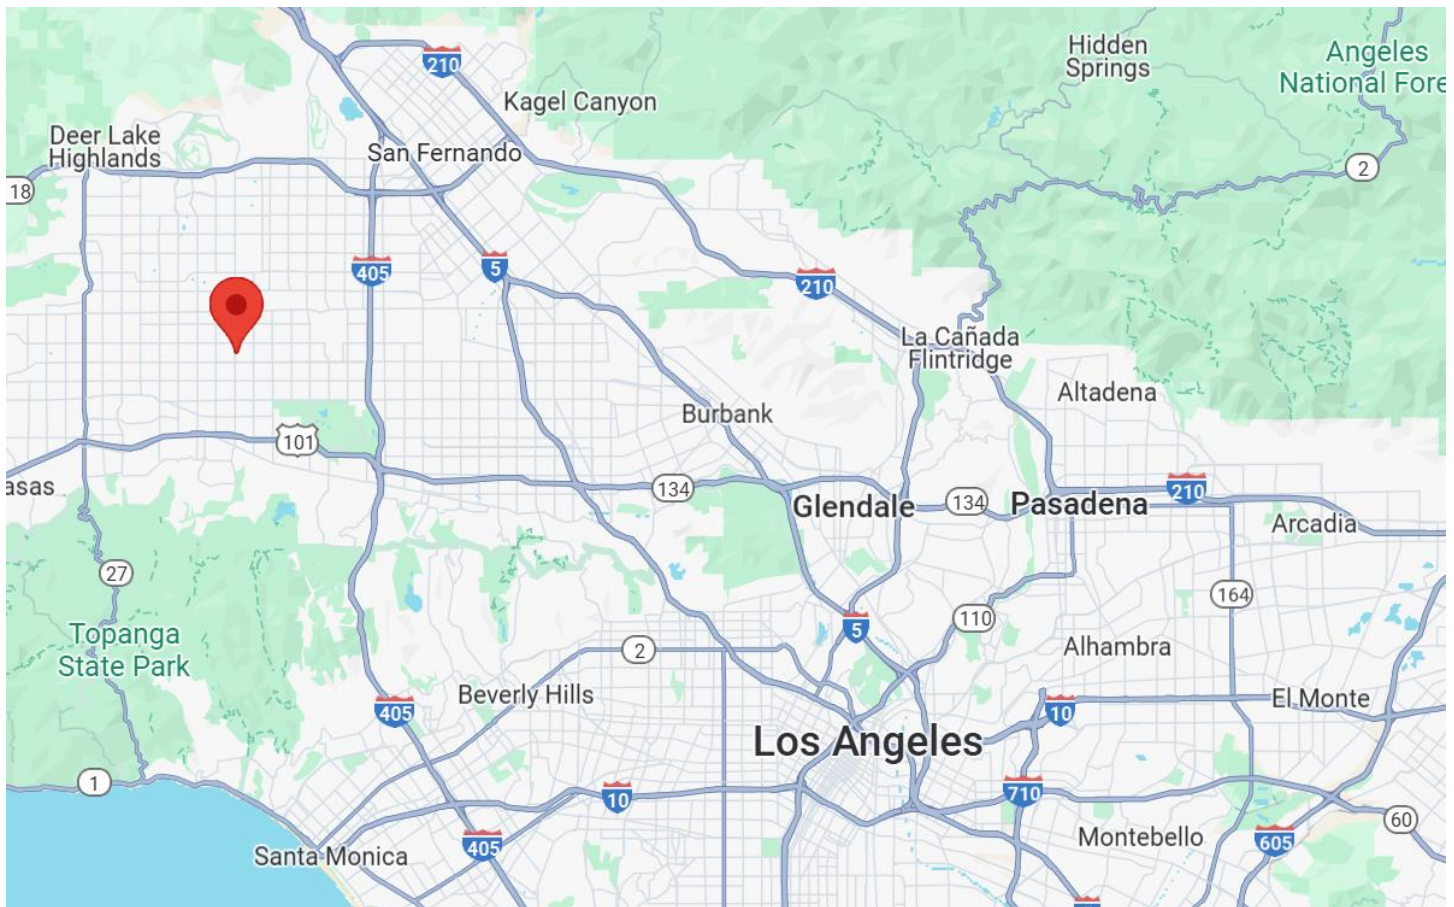 Hidden
Springs
Angeles
National Fore
210
Kagel Canyon
Deer Lake
Highlands
San Fernando
2
18
405
5
210
La Cañada
Flintridge
Altadena
Burbank
101
asas
134
Glendale
134
Pasadena
210
Arcadia
27
164
110
5
Topanga
State Park
2
Alhambra
Beverly Hills
405
10
El Monte
Los Angeles
1
10
710
60
405
Montebello
605
Santa Monica